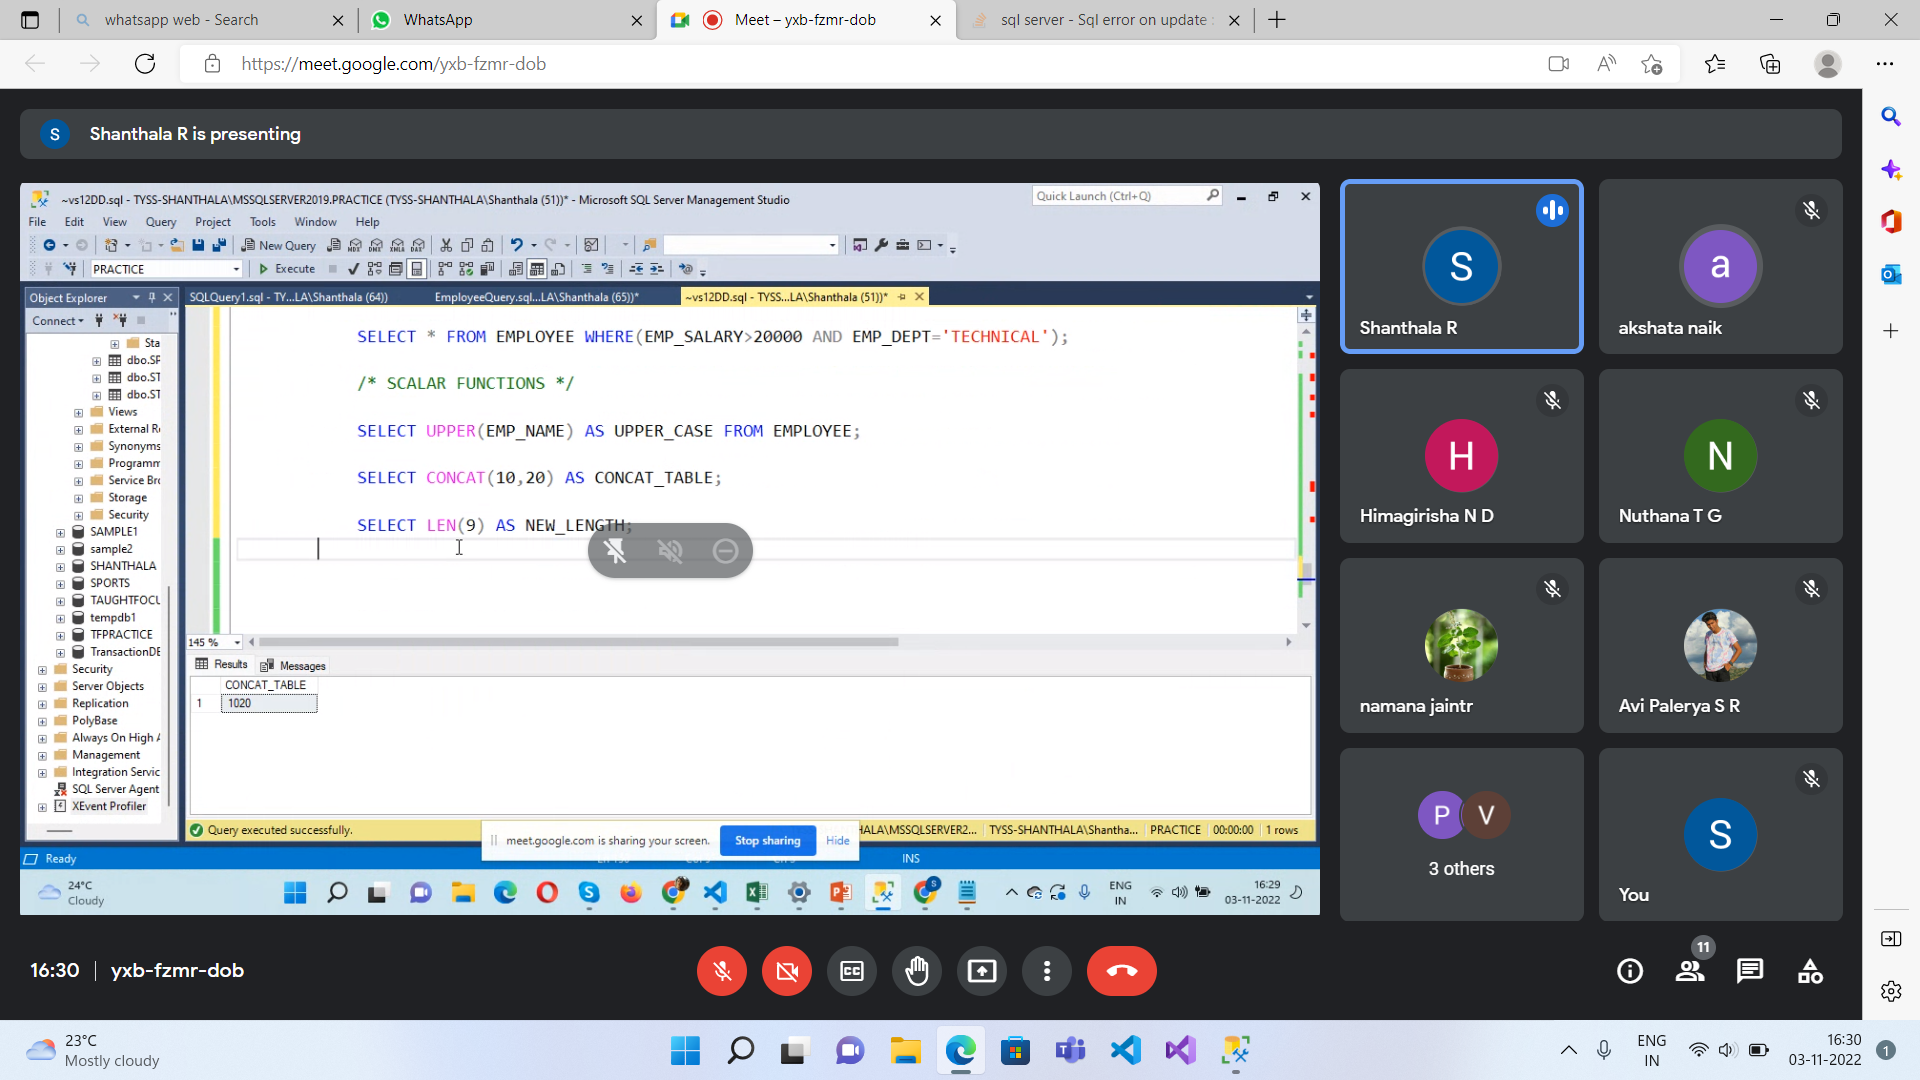 whatsapp web - Search
WhatsApp
Meet – yxb-fzmr-dob
sql server - Sql error on update
https://meet.google.com/yxb-fzmr-dob
S
Shanthala R is presenting
~vs12DD.sql - TYSS-SHANTHALA\MSSQLSERVER2019.PRACTICE (TYSS-SHANTHALA\Shanthala (51))* - Microsoft SQL Server Management Studio
Quick Launch (Ctrl+Q)
File Edit View Query Project Tools Window Help
New Query
PRACTICE
Execute
Object Explorer
SQLQuery1.sql - TY...LA\Shanthala (64))
EmployeeQuery.sql...LA\Shanthala (65))*
~vs12DD.sql - TYSS...LA\Shanthala (51))*
Connect
Sta
dbo.SP
dbo.ST
dbo.ST
Views
External R
Synonyms
Programm
Service Bro
Storage
Security
SAMPLE1
sample2
SHANTHALA
SPORTS
TAUGHTFOCU
tempdb1
TFPRACTICE
TransactionDE
Security
Server Objects
Replication
PolyBase
Always On High A
Management
Integration Servic
SQL Server Agent
XEvent Profiler
SELECT * FROM EMPLOYEE WHERE(EMP_SALARY>20000 AND EMP_DEPT='TECHNICAL');
/* SCALAR FUNCTIONS */
SELECT UPPER(EMP_NAME) AS UPPER_CASE FROM EMPLOYEE;
SELECT CONCAT(10,20) AS CONCAT_TABLE;
SELECT LEN(9) AS NEW_LENGTH;
145 %
Results
Messages
CONCAT_TABLE
1 1020
Query executed successfully.
HALA\MSSQLSERVER2...
TYSS-SHANTHALA\Shantha...
PRACTICE
00:00:00
1 rows
meet.google.com is sharing your screen.
Stop sharing
Hide
Ready
INS
24°C
Cloudy
S
ENG
IN
16:29
03-11-2022
S
Shanthala R
a
akshata naik
H
Himagirisha N D
N
Nuthana T G
namana jaintr
Avi Palerya S R
P
V
3 others
S
You
16:30
yxb-fzmr-dob
11
23°C
Mostly cloudy
ENG
IN
16:30
03-11-2022
1